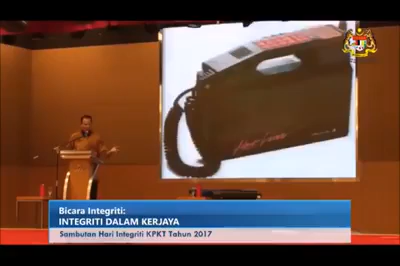 Bicara Integriti:
INTEGRITI DALAM KERJAYA
Sambutan Hari Integriti KPKT Tahun 2017